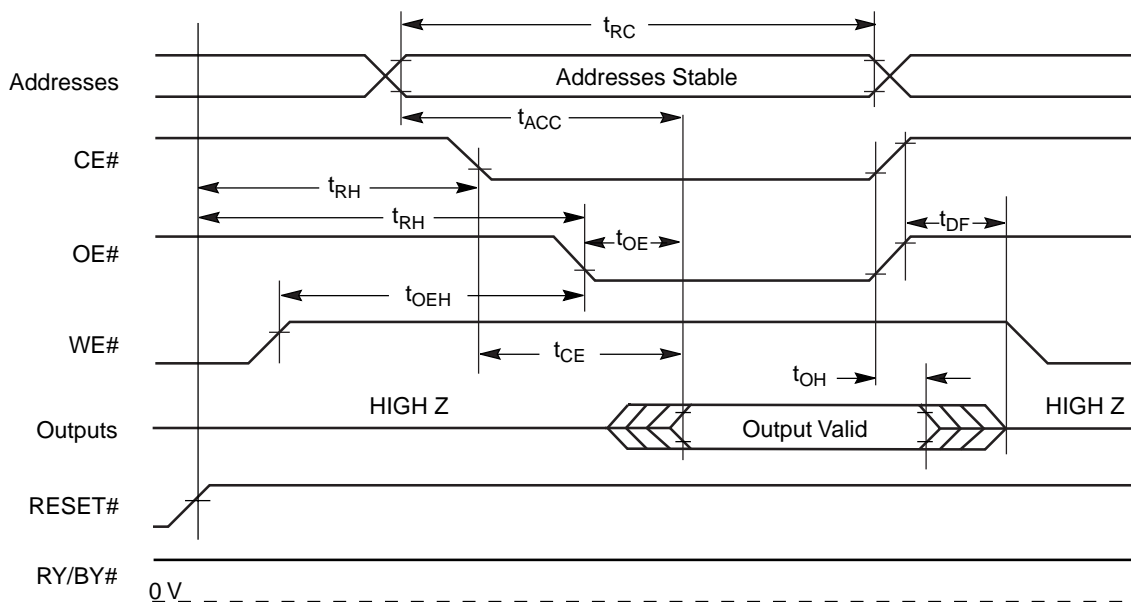 tRC
Addresses
Addresses Stable
tACC
CE#
tRH
tRH
tOE
tDF
OE#
tOEH
WE#
tCE
tOH
HIGH Z
HIGH Z
Outputs
Output Valid
RESET#
RY/BY#
0 V